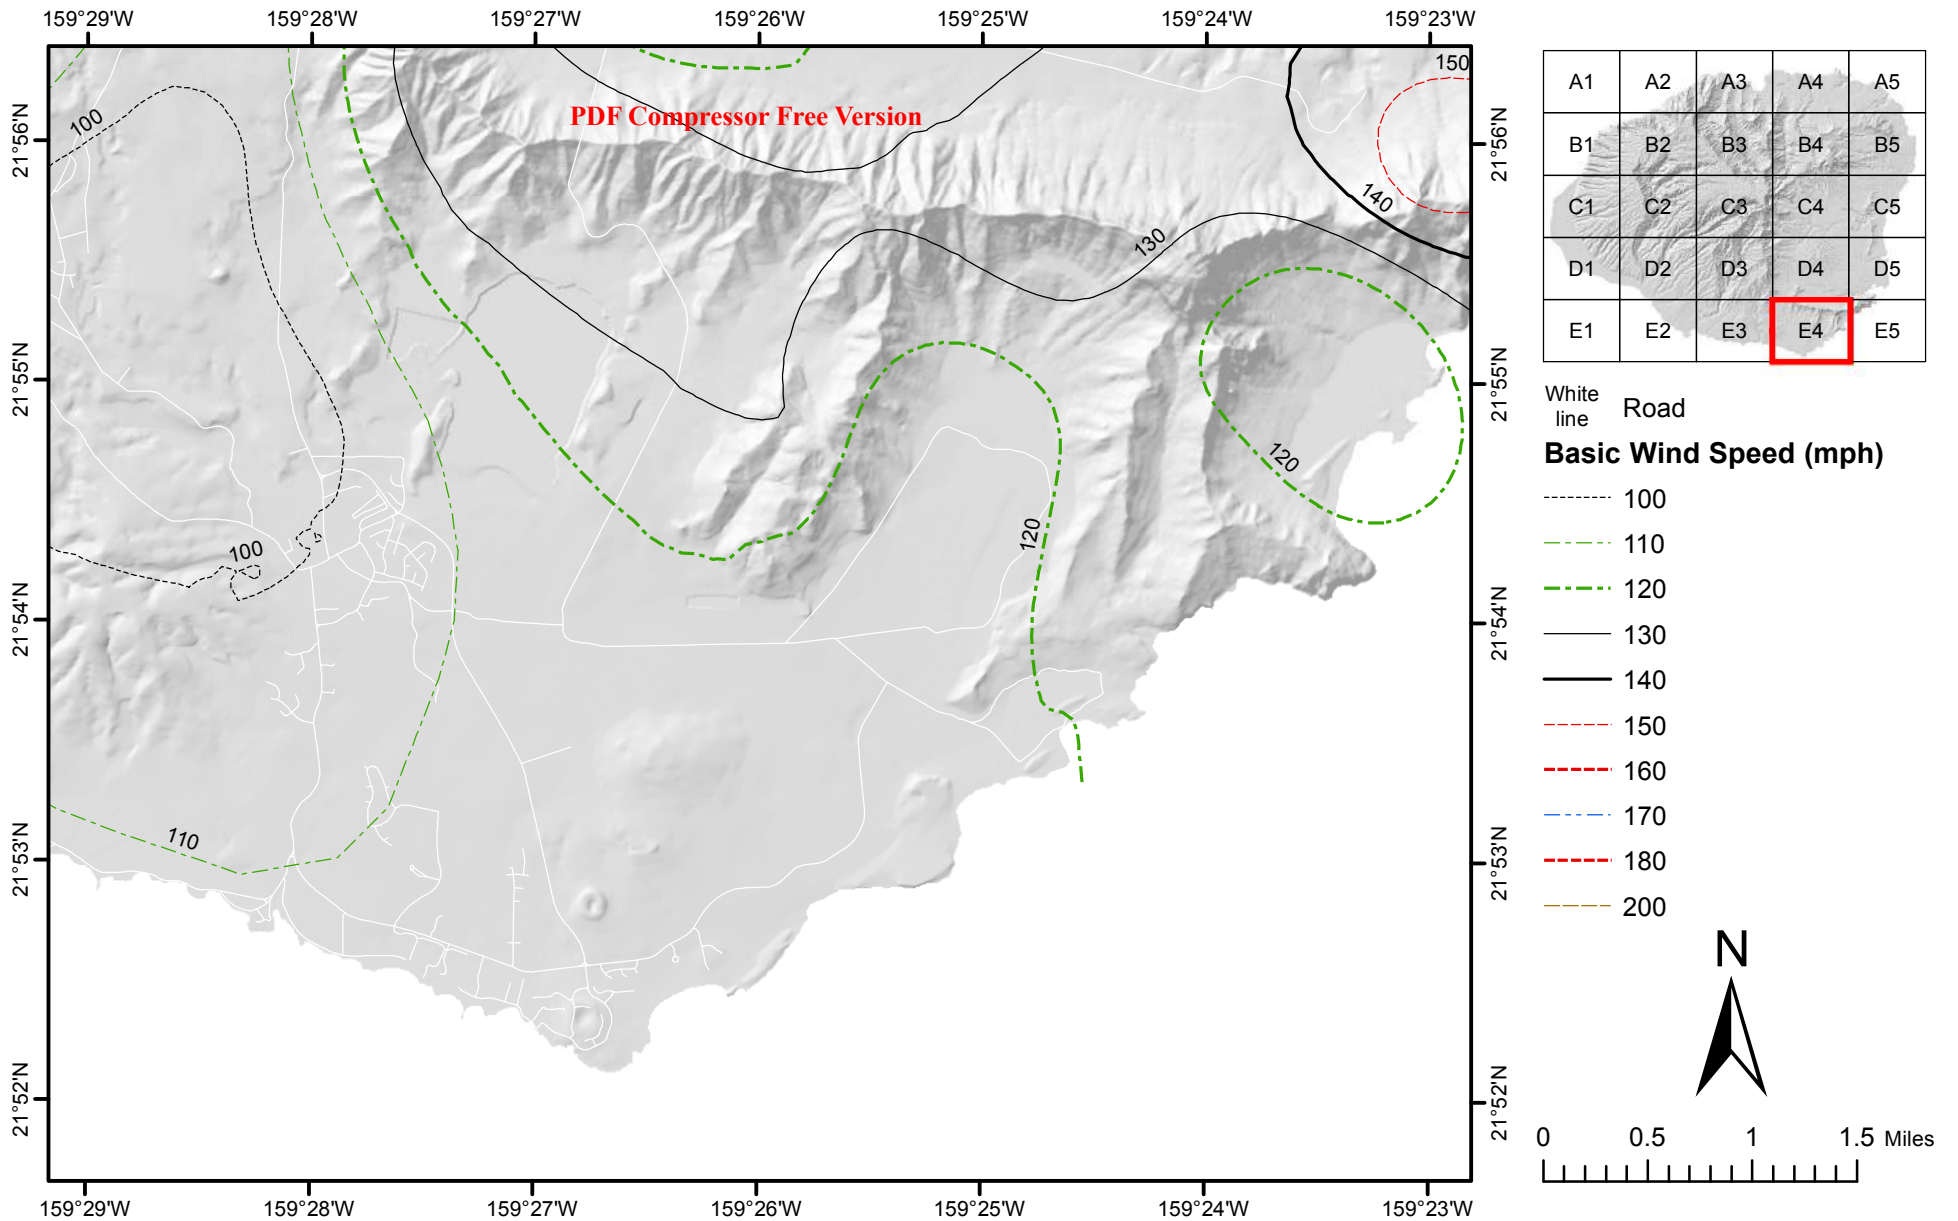 159°29'W 159°28'W 159°27'W 159°26'W 159°25'W 159°24'W 159°23'W
21°56'N
21°55'N
21°54'N
21°53'N
21°52'N
PDF Compressor Free Version
100
150
140
130
120
120
100
110
21°56'N
21°55'N
21°54'N
21°53'N
21°52'N
159°29'W 159°28'W 159°27'W 159°26'W 159°25'W 159°24'W 159°23'W
A1 A2 A3 A4 A5
B1 B2 B3 B4 B5
C1 C2 C3 C4 C5
D1 D2 D3 D4 D5
E1 E2 E3 E4 E5
White
line
Road
Basic Wind Speed (mph)
100
110
120
130
140
150
160
170
180
200
N
0 0.5 1 1.5 Miles